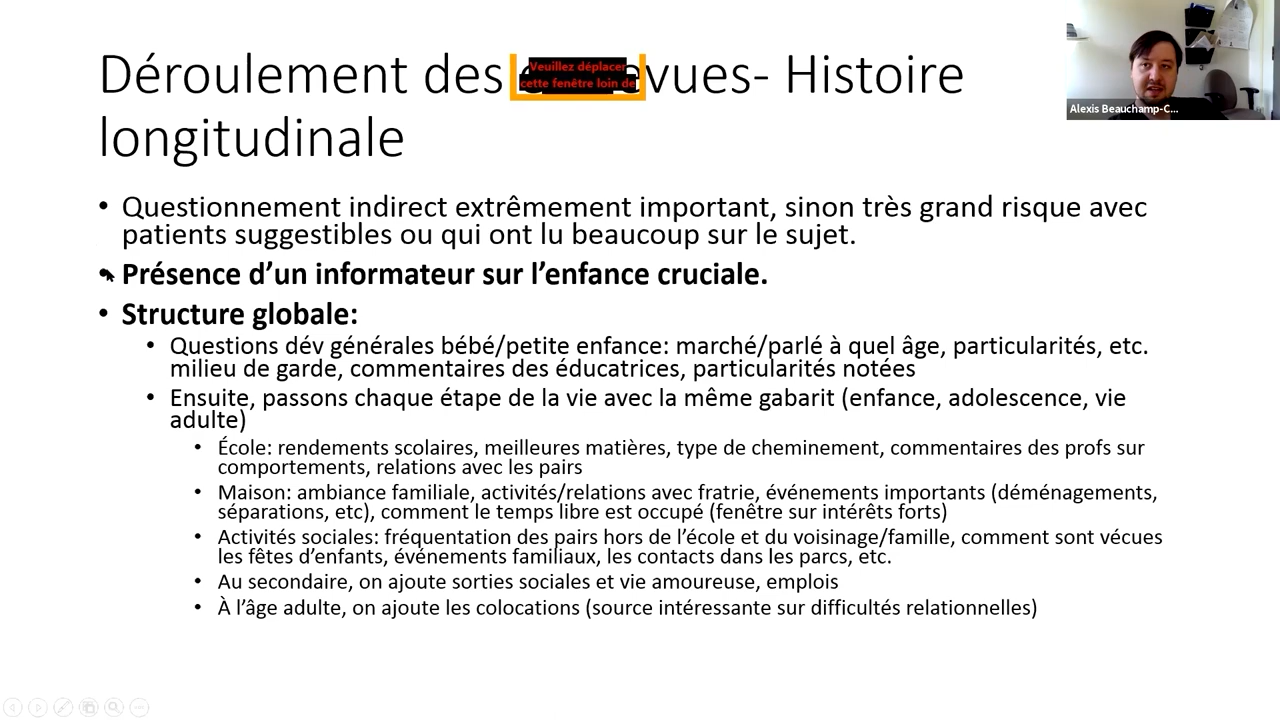 Déroulement des evues- Histoire
longitudinale
Veuillez déplacer
cette fenêtre loin de
Alexis Beauchamp-C...
• Questionnement indirect extrêmement important, sinon très grand risque avec
patients suggestibles ou qui ont lu beaucoup sur le sujet.
• Présence d’un informateur sur l’enfance cruciale.
• Structure globale:
• Questions dév générales bébé/petite enfance: marché/parlé à quel âge, particularités, etc.
milieu de garde, commentaires des éducatrices, particularités notées
• Ensuite, passons chaque étape de la vie avec la même gabarit (enfance, adolescence, vie
adulte)
• École: rendements scolaires, meilleures matières, type de cheminement, commentaires des profs sur
comportements, relations avec les pairs
• Maison: ambiance familiale, activités/relations avec fratrie, événements importants (déménagements,
séparations, etc), comment le temps libre est occupé (fenêtre sur intérêts forts)
• Activités sociales: fréquentation des pairs hors de l’école et du voisinage/famille, comment sont vécues
les fêtes d’enfants, événements familiaux, les contacts dans les parcs, etc.
• Au secondaire, on ajoute sorties sociales et vie amoureuse, emplois
• À l’âge adulte, on ajoute les colocations (source intéressante sur difficultés relationnelles)